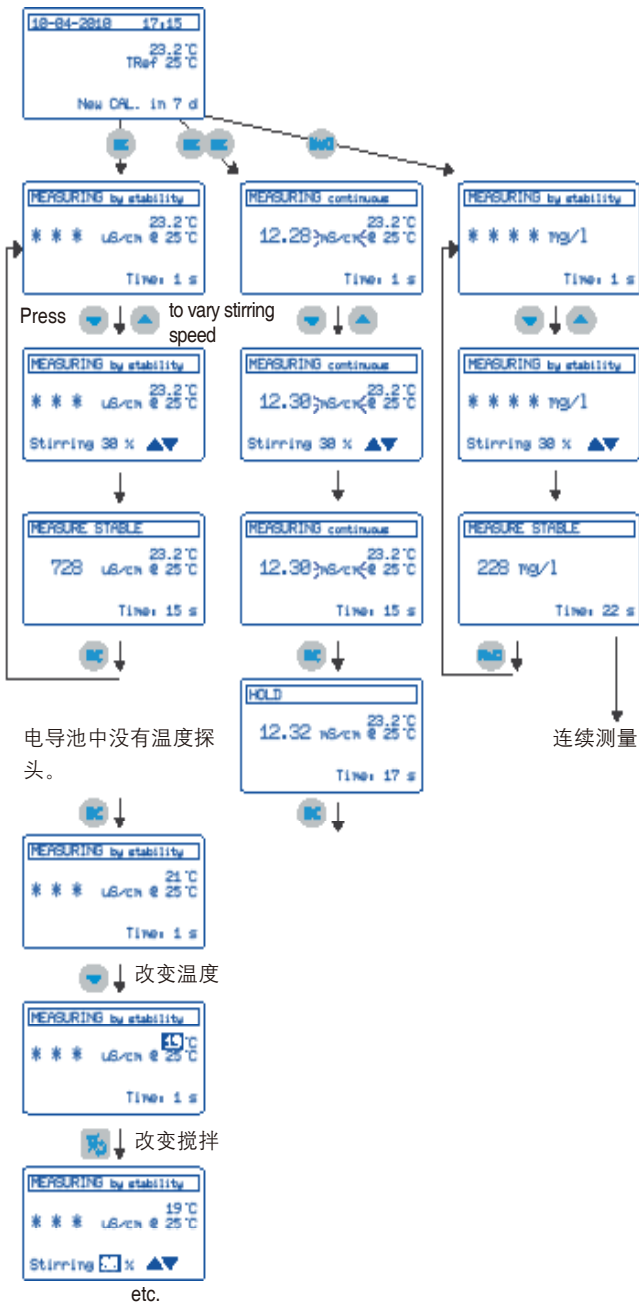 10-04-2010 17:15
23.2°C
TRef 25°C
New CAL. in 7 d
MEASURING by stability
23.2°C
* * * uS/cm @ 25°C
Time: 1 s
MEASURING continuous
23.2°C
12.28 mS/cm @ 25°C
Time: 1 s
MEASURING by stability
* * * * mg/l
Time: 1 s
Press
to vary stirring
speed
MEASURING by stability
23.2°C
* * * uS/cm @ 25°C
Stirring 30 % ▲▼
MEASURING continuous
23.2°C
12.30 mS/cm @ 25°C
Stirring 30 % ▲▼
MEASURING by stability
* * * * mg/l
Stirring 30 % ▲▼
MEASURE STABLE
23.2°C
728 uS/cm @ 25°C
Time: 15 s
MEASURING continuous
23.2°C
12.30 mS/cm @ 25°C
Time: 15 s
MEASURE STABLE
228 mg/l
Time: 22 s
HOLD
23.2°C
12.32 mS/cm @ 25°C
Time: 17 s
连续测量
电导池中没有温度探
头。
MEASURING by stability
21°C
* * * uS/cm @ 25°C
Time: 1 s
改变温度
MEASURING by stability
°C
* * * uS/cm @ 25°C
Time: 1 s
改变搅拌
MEASURING by stability
19°C
* * * uS/cm @ 25°C
Stirring % ▲▼
etc.